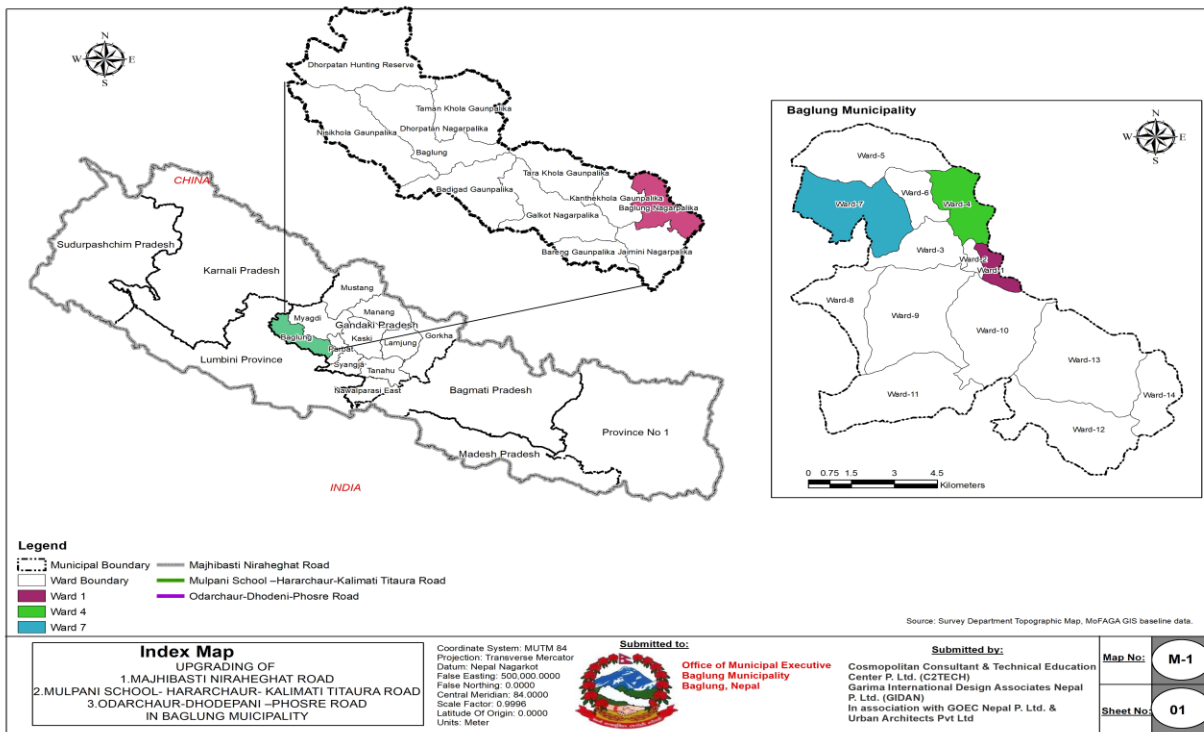 N
W E
S
Dhorpatan Hunting Reserve
Taman Khola Gaunpalika
Nisikhola Gaunpalika
Dhorpatan Nagarpalika
Baglung
Tara Khola Gaunpalika
Badigad Gaunpalika
Kanthekhola Gaunpalika
Baglung Nagarpalika
Galkot Nagarpalika
Bareng Gaunpalika
Jaimini Nagarpalika
CHINA
Sudurpashchim Pradesh
Karnali Pradesh
Mustang
Manang
Myagdi
Gandaki Pradesh
Gorkha
Baglung
Kaski
Lamjung
Parbat
Lumbini Province
Syangja
Tanahu
Nawalparasi East
Bagmati Pradesh
Province No 1
Madesh Pradesh
INDIA
Baglung Municipality
N
W E
S
Ward-5
Ward-6
Ward-7
Ward-4
Ward-3
Ward-2
Ward-1
Ward-8
Ward-9
Ward-10
Ward-13
Ward-11
Ward-14
Ward-12
0 0.75 1.5 3 4.5
Kilometers
Legend
Municipal Boundary
Ward Boundary
Ward 1
Ward 4
Ward 7
Majhibasti Niraheghat Road
Mulpani School –Hararchaur-Kalimati Titaura Road
Odarchaur-Dhodeni-Phosre Road
Source: Survey Department Topographic Map, MoFAGA GIS baseline data.
Index Map
UPGRADING OF
1.MAJHIBASTI NIRAHEGHAT ROAD
2.MULPANI SCHOOL- HARARCHAUR- KALIMATI TITAURA ROAD
3.ODARCHAUR-DHODEPANI –PHOSRE ROAD
IN BAGLUNG MUICIPALITY
Coordinate System: MUTM 84
Projection: Transverse Mercator
Datum: Nepal Nagarkot
False Easting: 500,000.0000
False Northing: 0.0000
Central Meridian: 84.0000
Scale Factor: 0.9996
Latitude Of Origin: 0.0000
Units: Meter
Submitted to:
Office of Municipal Executive
Baglung Municipality
Baglung, Nepal
Submitted by:
Cosmopolitan Consultant & Technical Education
Center P. Ltd. (C2TECH)
Garima International Design Associates Nepal
P. Ltd. (GIDAN)
In association with GOEC Nepal P. Ltd. &
Urban Architects Pvt Ltd
Map No: M-1
Sheet No: 01